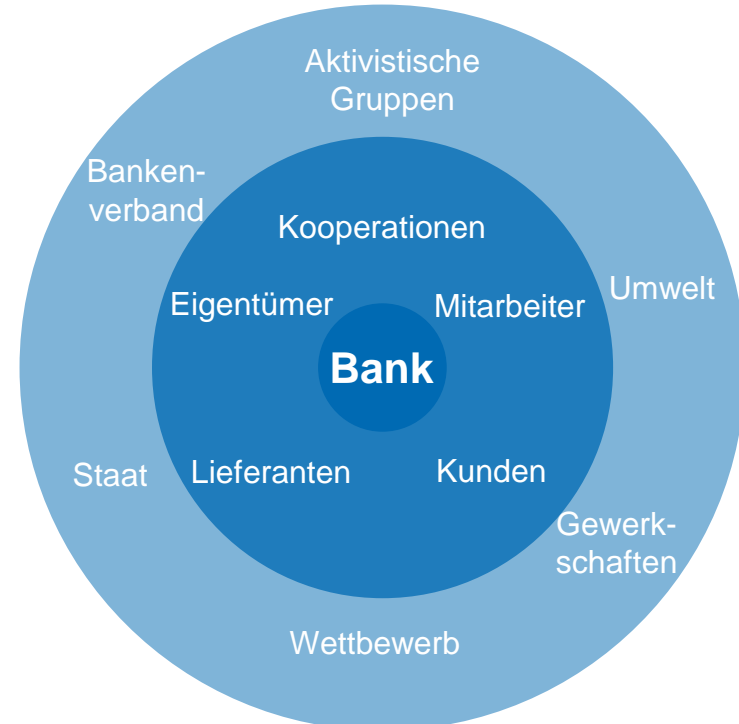 Aktivistische
Gruppen
Banken-
verband
Kooperationen
Umwelt
Eigentümer
Mitarbeiter
Bank
Staat
Lieferanten
Kunden
Gewerk-
schaften
Wettbewerb